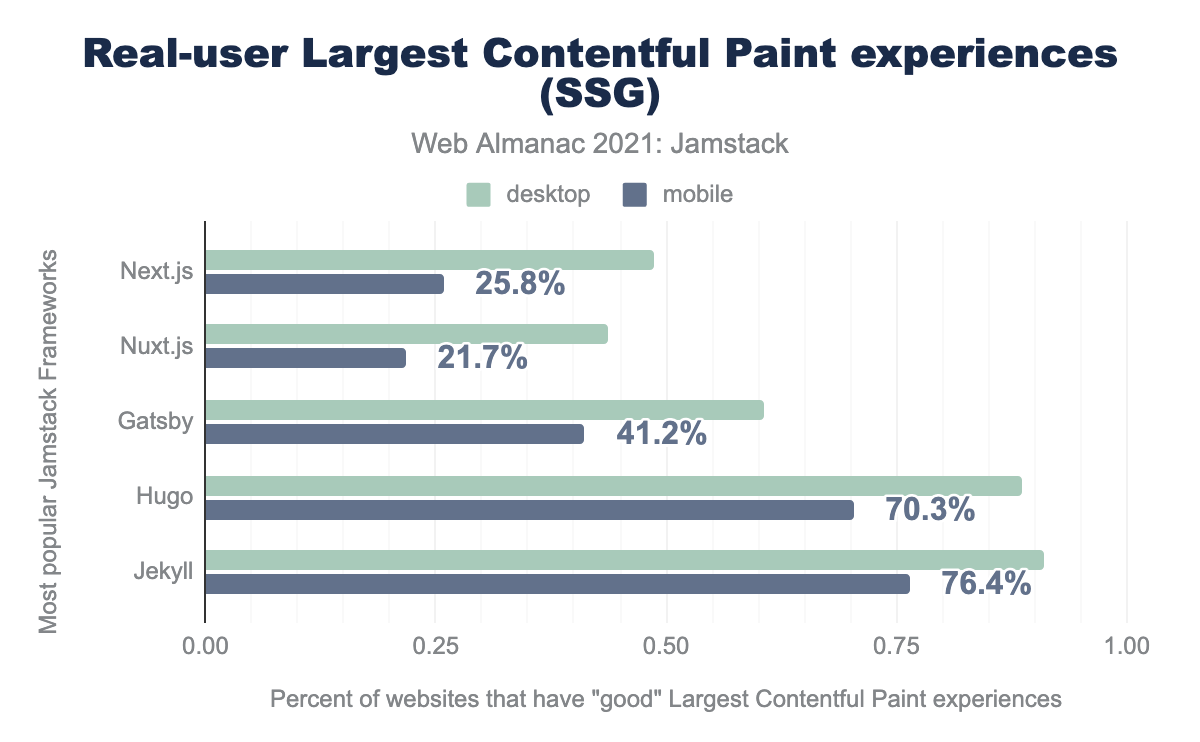 Real-user Largest Contentful Paint experiences
(SSG)
Web Almanac 2021: Jamstack
desktop
mobile
Most popular Jamstack Frameworks
Next.js
25.8%
Nuxt.js
21.7%
Gatsby
41.2%
Hugo
70.3%
Jekyll
76.4%
0.00 0.25 0.50 0.75 1.00
Percent of websites that have "good" Largest Contentful Paint experiences